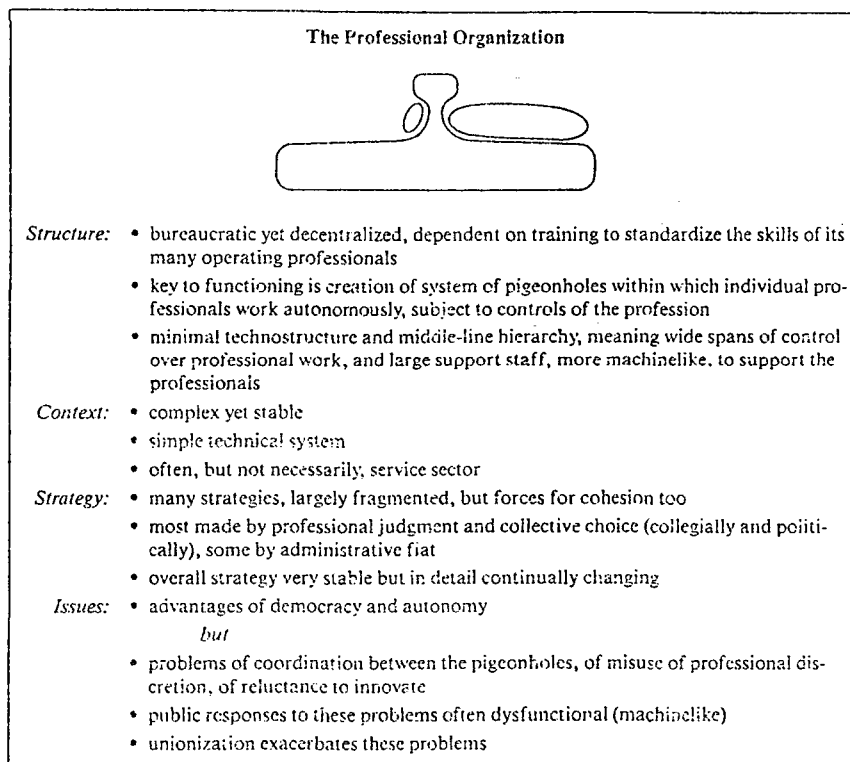 The Professional Organization
Structure: • bureaucratic yet decentralized, dependent on training to standardize the skills of its
many operating professionals
• key to functioning is creation of system of pigeonholes within which individual pro-
fessionals work autonomously, subject to controls of the profession
• minimal technostructure and middle-line hierarchy, meaning wide spans of control
over professional work, and large support staff, more machinelike, to support the
professionals
Context: • complex yet stable
• simple technical system
• often, but not necessarily, service sector
Strategy: • many strategies, largely fragmented, but forces for cohesion too
• most made by professional judgment and collective choice (collegially and politi-
cally), some by administrative fiat
• overall strategy very stable but in detail continually changing
Issues: • advantages of democracy and autonomy
but
• problems of coordination between the pigeonholes, of misuse of professional dis-
cretion, of reluctance to innovate
• public responses to these problems often dysfunctional (machinelike)
• unionization exacerbates these problems